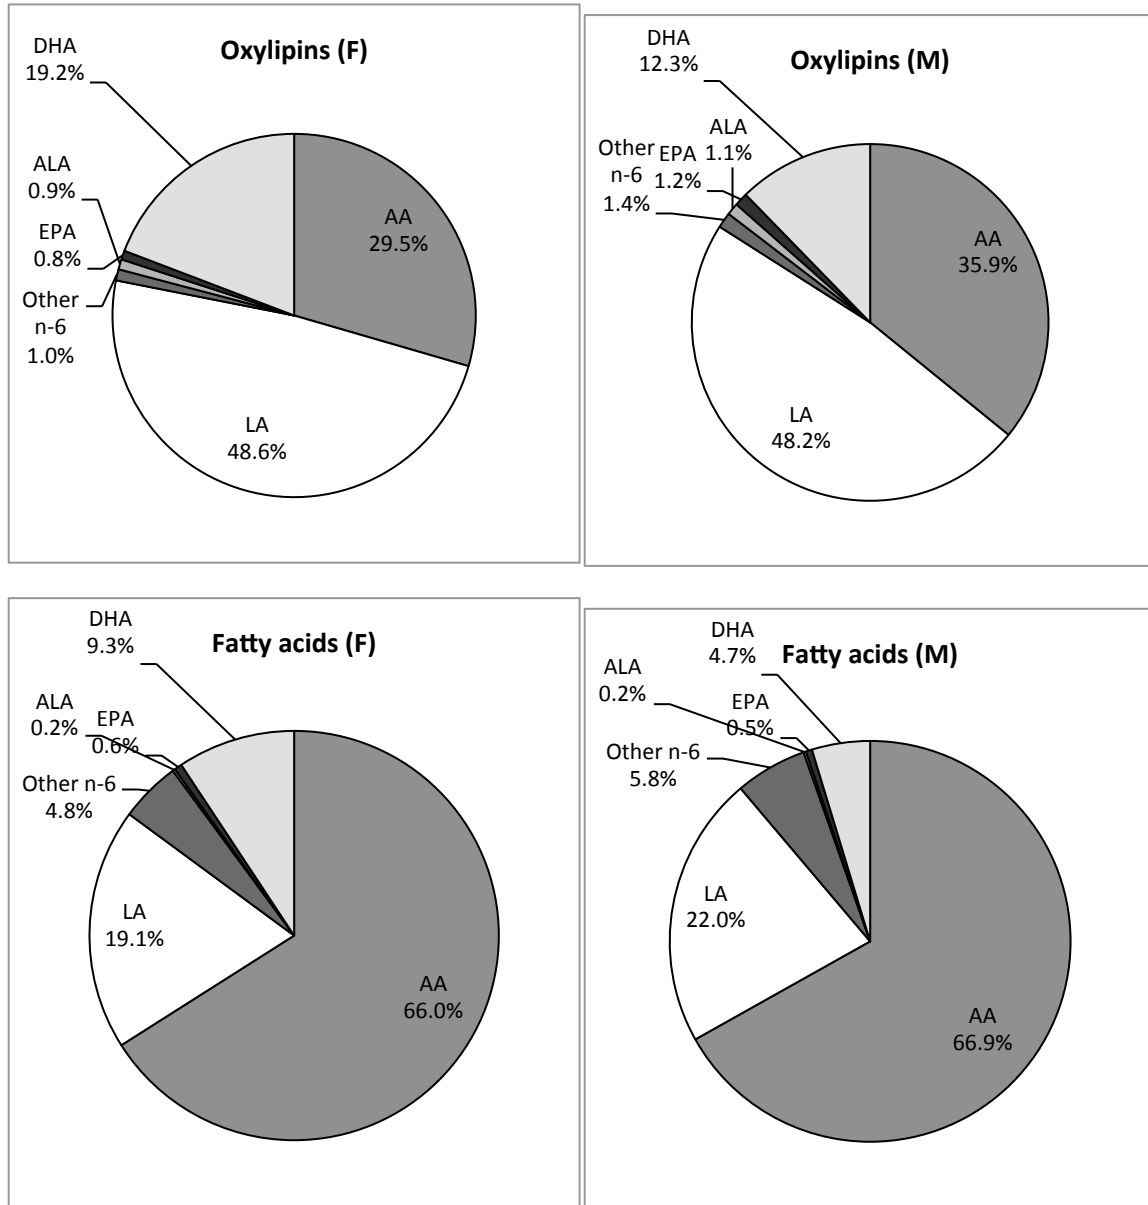 Oxylipins (F)
DHA
19.2%
ALA
0.9%
EPA
0.8%
Other
n-6
1.0%
AA
29.5%
LA
48.6%
Oxylipins (M)
DHA
12.3%
ALA
1.1%
EPA
1.2%
Other
n-6
1.4%
AA
35.9%
LA
48.2%
Fatty acids (F)
DHA
9.3%
ALA
0.2%
EPA
0.6%
Other n-6
4.8%
LA
19.1%
AA
66.0%
Fatty acids (M)
DHA
4.7%
ALA
0.2%
EPA
0.5%
Other n-6
5.8%
LA
22.0%
AA
66.9%